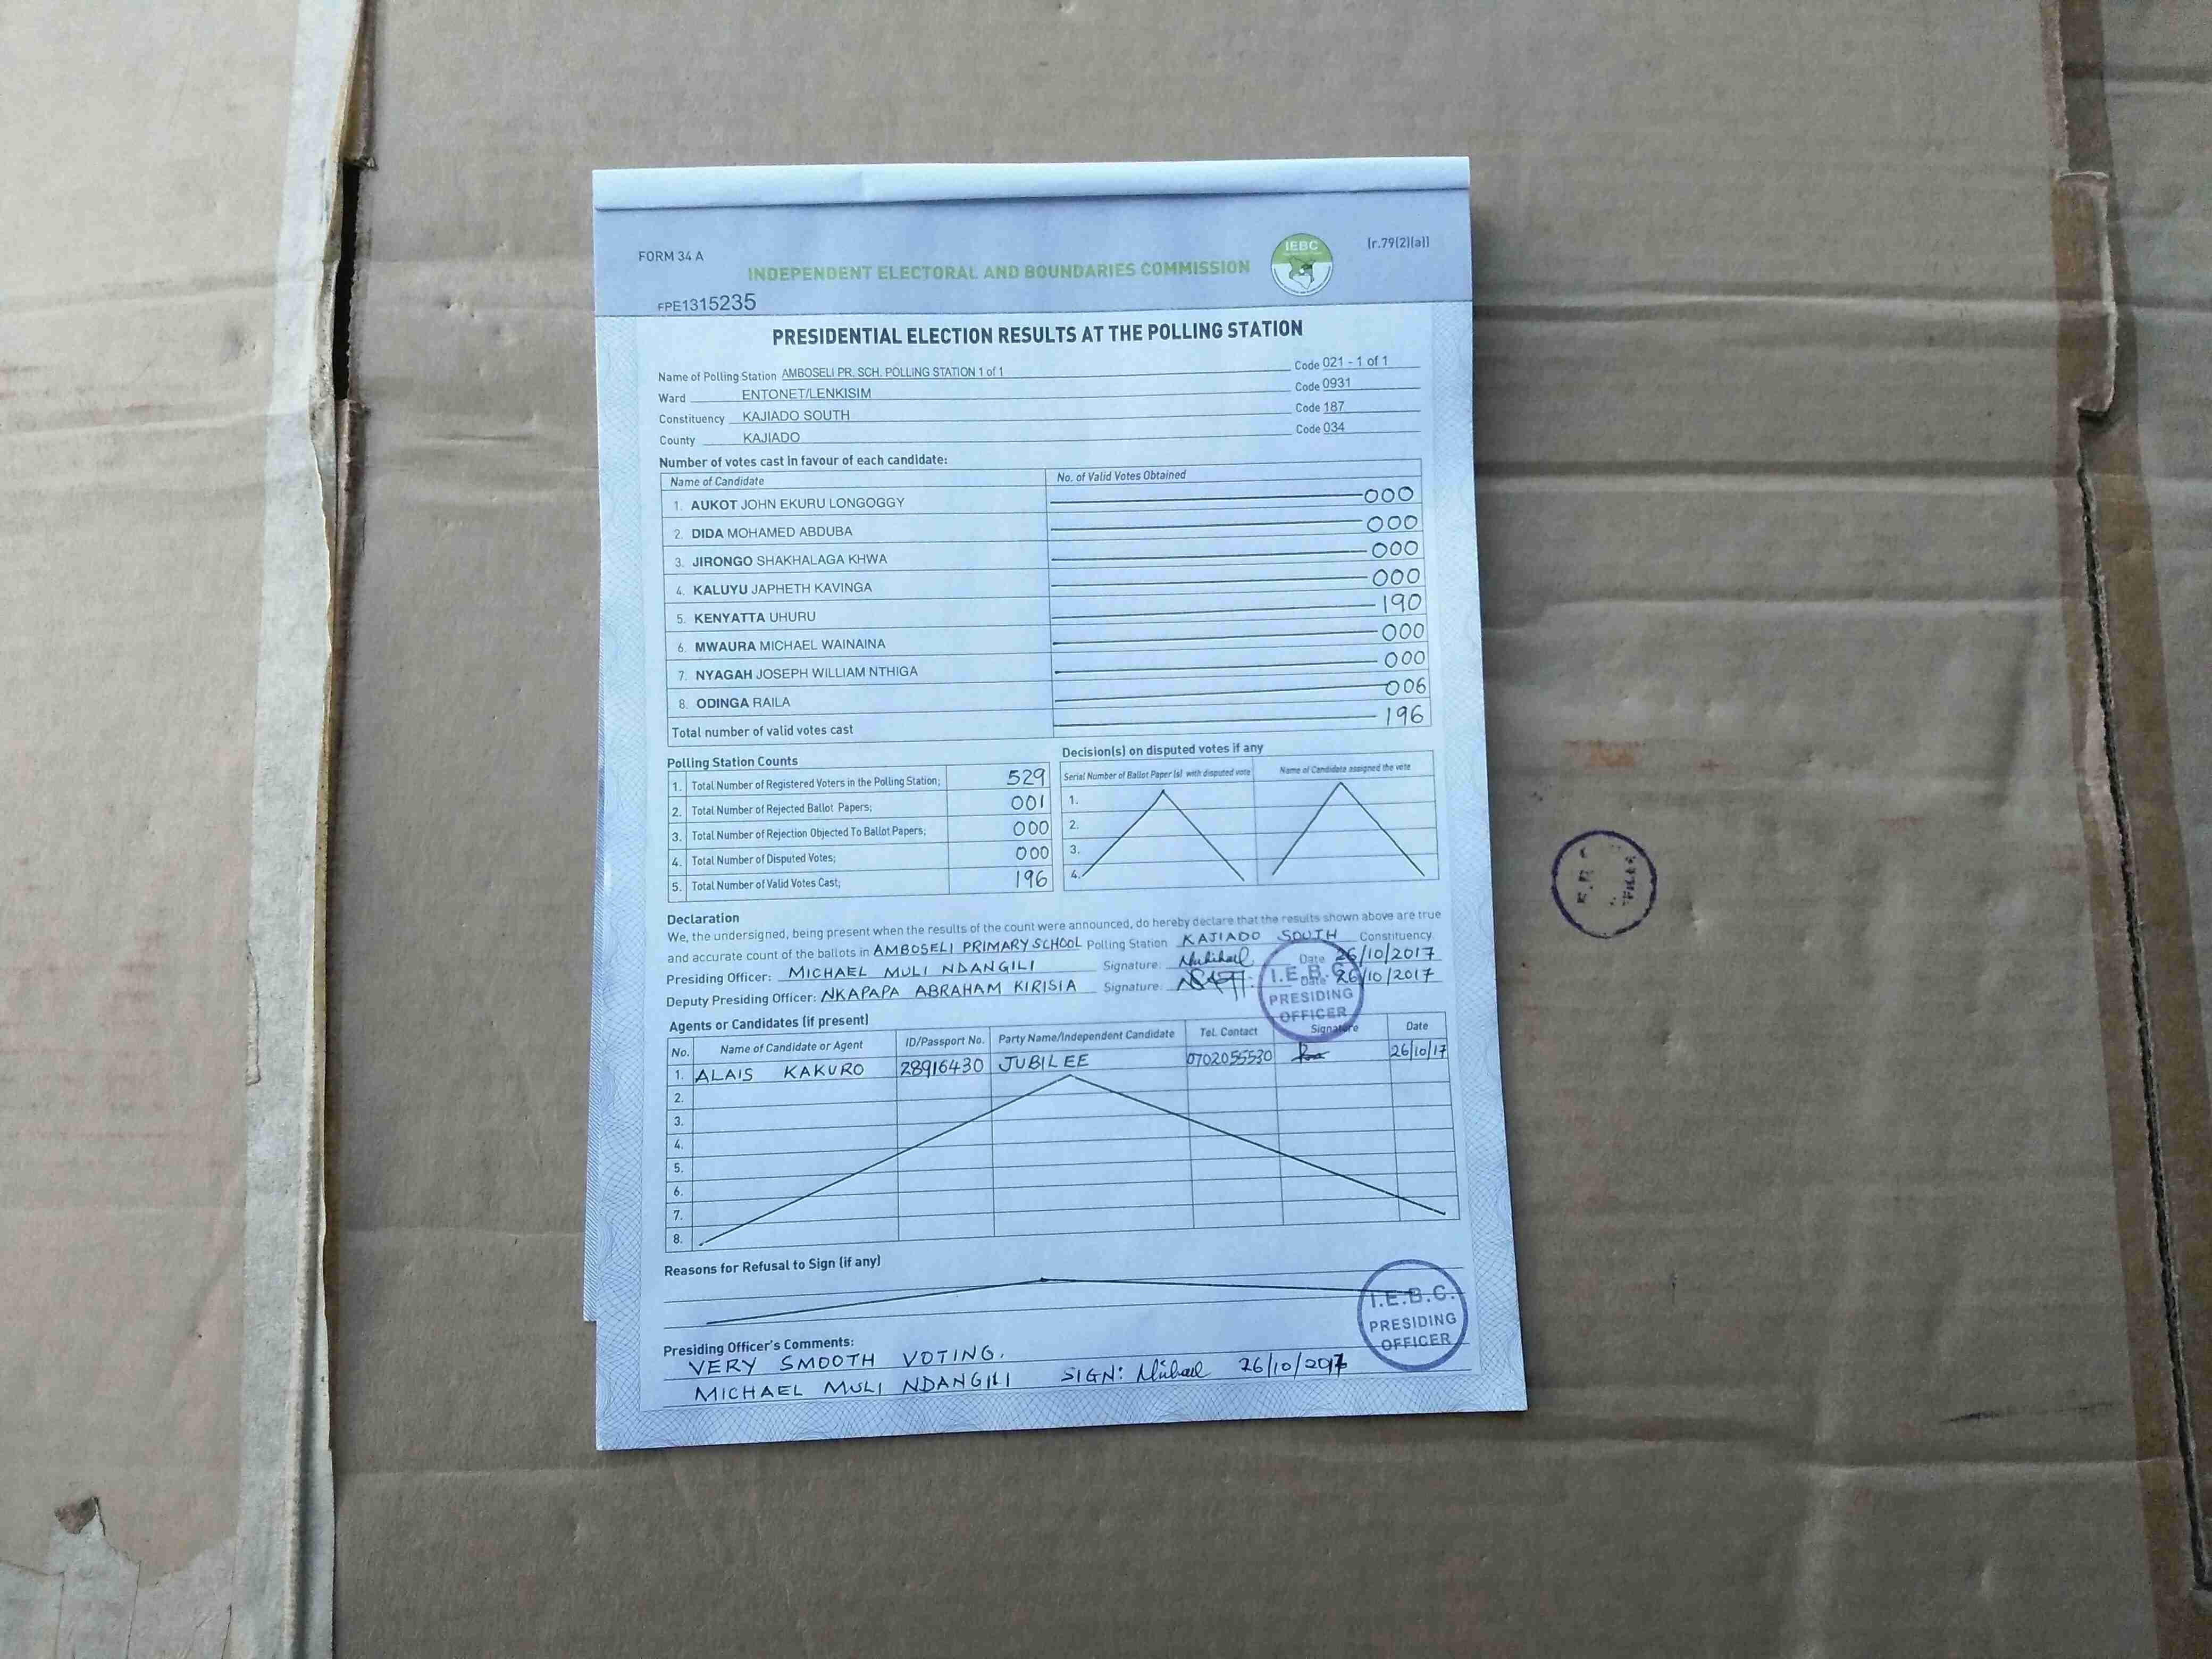 FORM 34 A
INDEPENDENT ELECTORAL AND BOUNDARIES COMMISSION
IEBC
(r.79(2)(a))
FPE1315235
PRESIDENTIAL ELECTION RESULTS AT THE POLLING STATION
Name of Polling Station AMBOSELI PR. SCH. POLLING STATION 1 of 1 Code 021 - 1 of 1
Ward ENTONET/LENKISIM Code 0931
Constituency KAJIADO SOUTH Code 187
County KAJIADO Code 034
Number of votes cast in favour of each candidate:
Name of Candidate No. of Valid Votes Obtained
1. AUKOT JOHN EKURU LONGOGGY 000
2. DIDA MOHAMED ABDUBA 000
3. JIRONGO SHAKHALAGA KHWA 000
4. KALUYU JAPHETH KAVINGA 000
5. KENYATTA UHURU 190
6. MWAURA MICHAEL WAINAINA 000
7. NYAGAH JOSEPH WILLIAM NTHIGA 000
8. ODINGA RAILA 006
Total number of valid votes cast 196
Polling Station Counts
1. Total Number of Registered Voters in the Polling Station; 529
2. Total Number of Rejected Ballot Papers; 001
3. Total Number of Rejection Objected To Ballot Papers; 000
4. Total Number of Disputed Votes; 000
5. Total Number of Valid Votes Cast; 196
Decision(s) on disputed votes if any
Serial Number of Ballot Paper (s) with disputed vote Name of Candidate assigned the vote
1.
2.
3.
4.
Declaration
We, the undersigned, being present when the results of the count were announced, do hereby declare that the results shown above are true
and accurate count of the ballots in AMBOSELI PRIMARY SCHOOL Polling Station KAJIADO SOUTH Constituency.
Presiding Officer: MICHAEL MULI NDANGILI Signature: Date 26/10/2017
Deputy Presiding Officer: NKAPAPA ABRAHAM KIRISIA Signature: Date 26/10/2017
I.E.B.C
PRESIDING
OFFICER
Agents or Candidates (if present)
No. Name of Candidate or Agent ID/Passport No. Party Name/Independent Candidate Tel. Contact Signature Date
1. ALAIS KAKURO 28916430 JUBILEE 0702055530 26/10/17
2.
3.
4.
5.
6.
7.
8.
Reasons for Refusal to Sign (if any)
I.E.B.C.
PRESIDING
OFFICER
Presiding Officer's Comments:
VERY SMOOTH VOTING.
MICHAEL MULI NDANGILI SIGN: Michael 26/10/2017